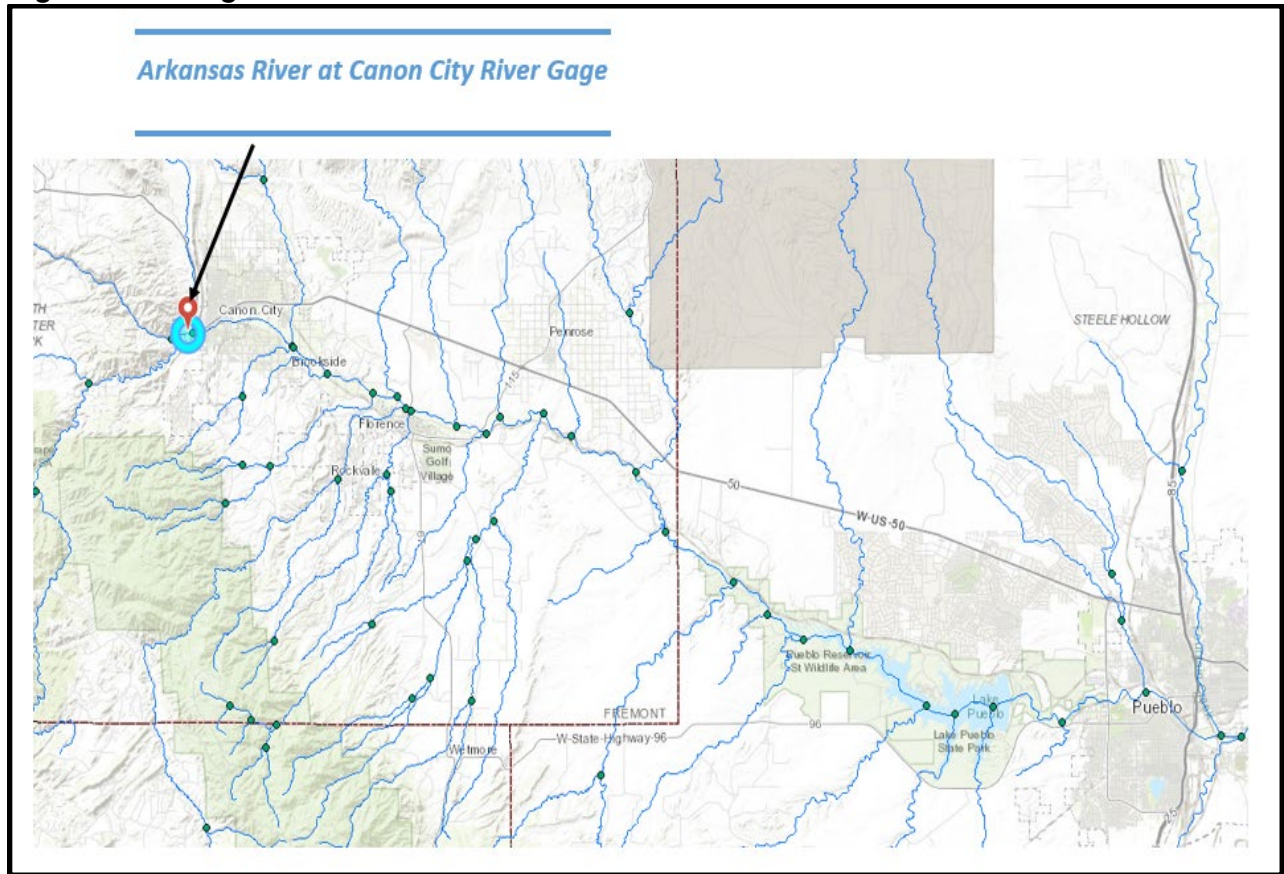 Arkansas River at Canon City River Gage
Canon City
Brookside
Penrose
STEELE HOLLOW
115
Florence
Sumo
Golf
Village
Rockvale
50
W-US-50
85
Pueblo Reservoir
St Wildlife Area
Lake
Pueblo
Pueblo
FREMONT
W-State-Highway-96
96
Wetmore
Lake Pueblo
State Park
25